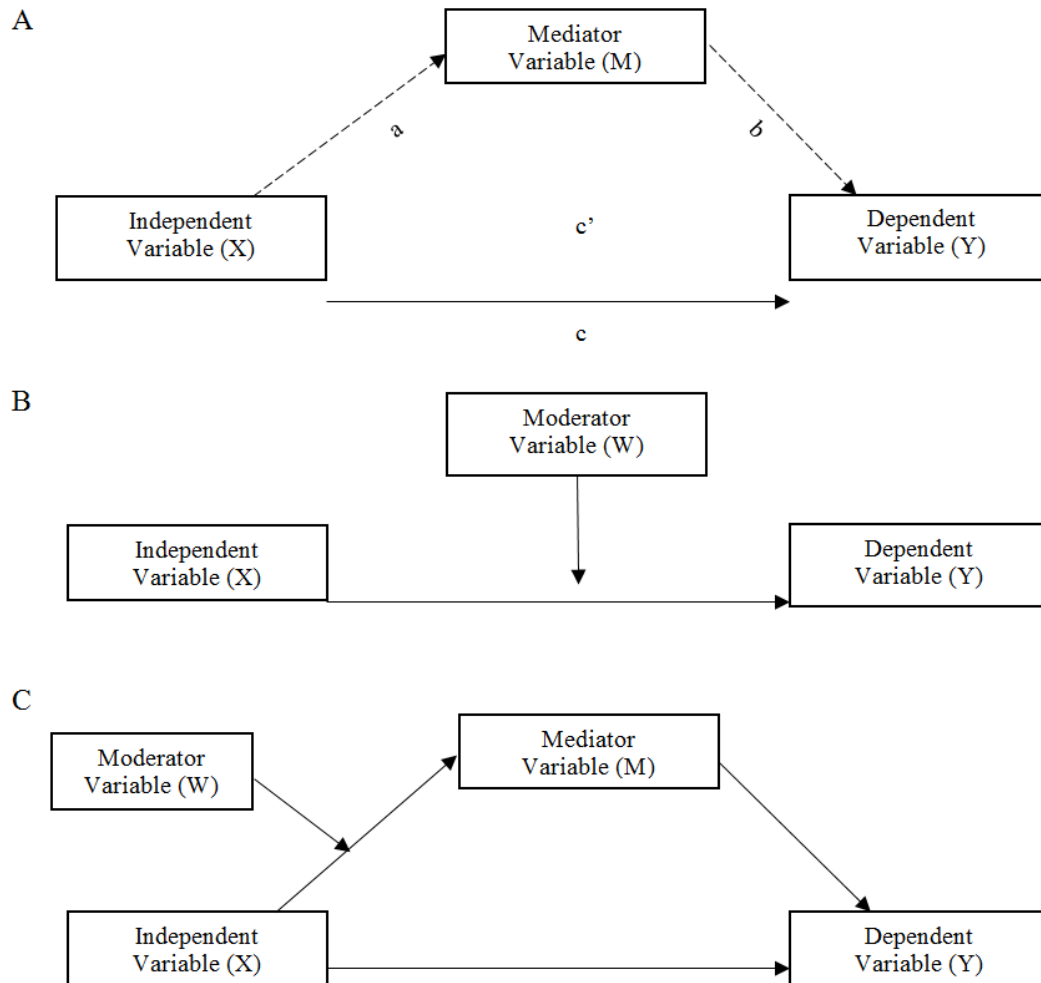 A
Mediator
Variable (M)
a
b
Independent
Variable (X)
c’
Dependent
Variable (Y)
c
B
Moderator
Variable (W)
Independent
Variable (X)
Dependent
Variable (Y)
C
Moderator
Variable (W)
Mediator
Variable (M)
Independent
Variable (X)
Dependent
Variable (Y)